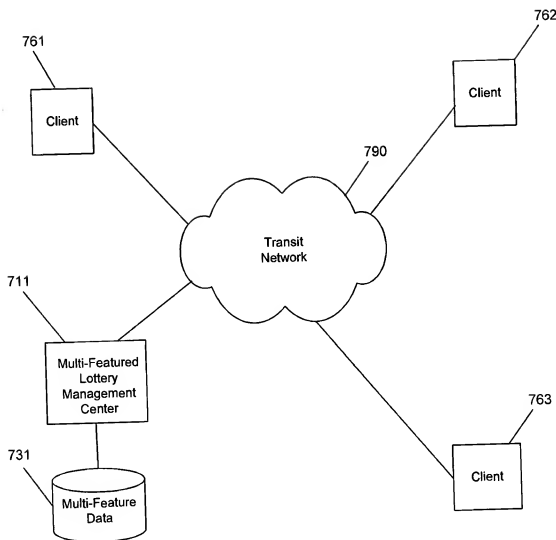 761
762
Client
Client
790
Transit
Network
711
Multi-Featured
Lottery
Management
Center
763
731
Client
Multi-Feature
Data